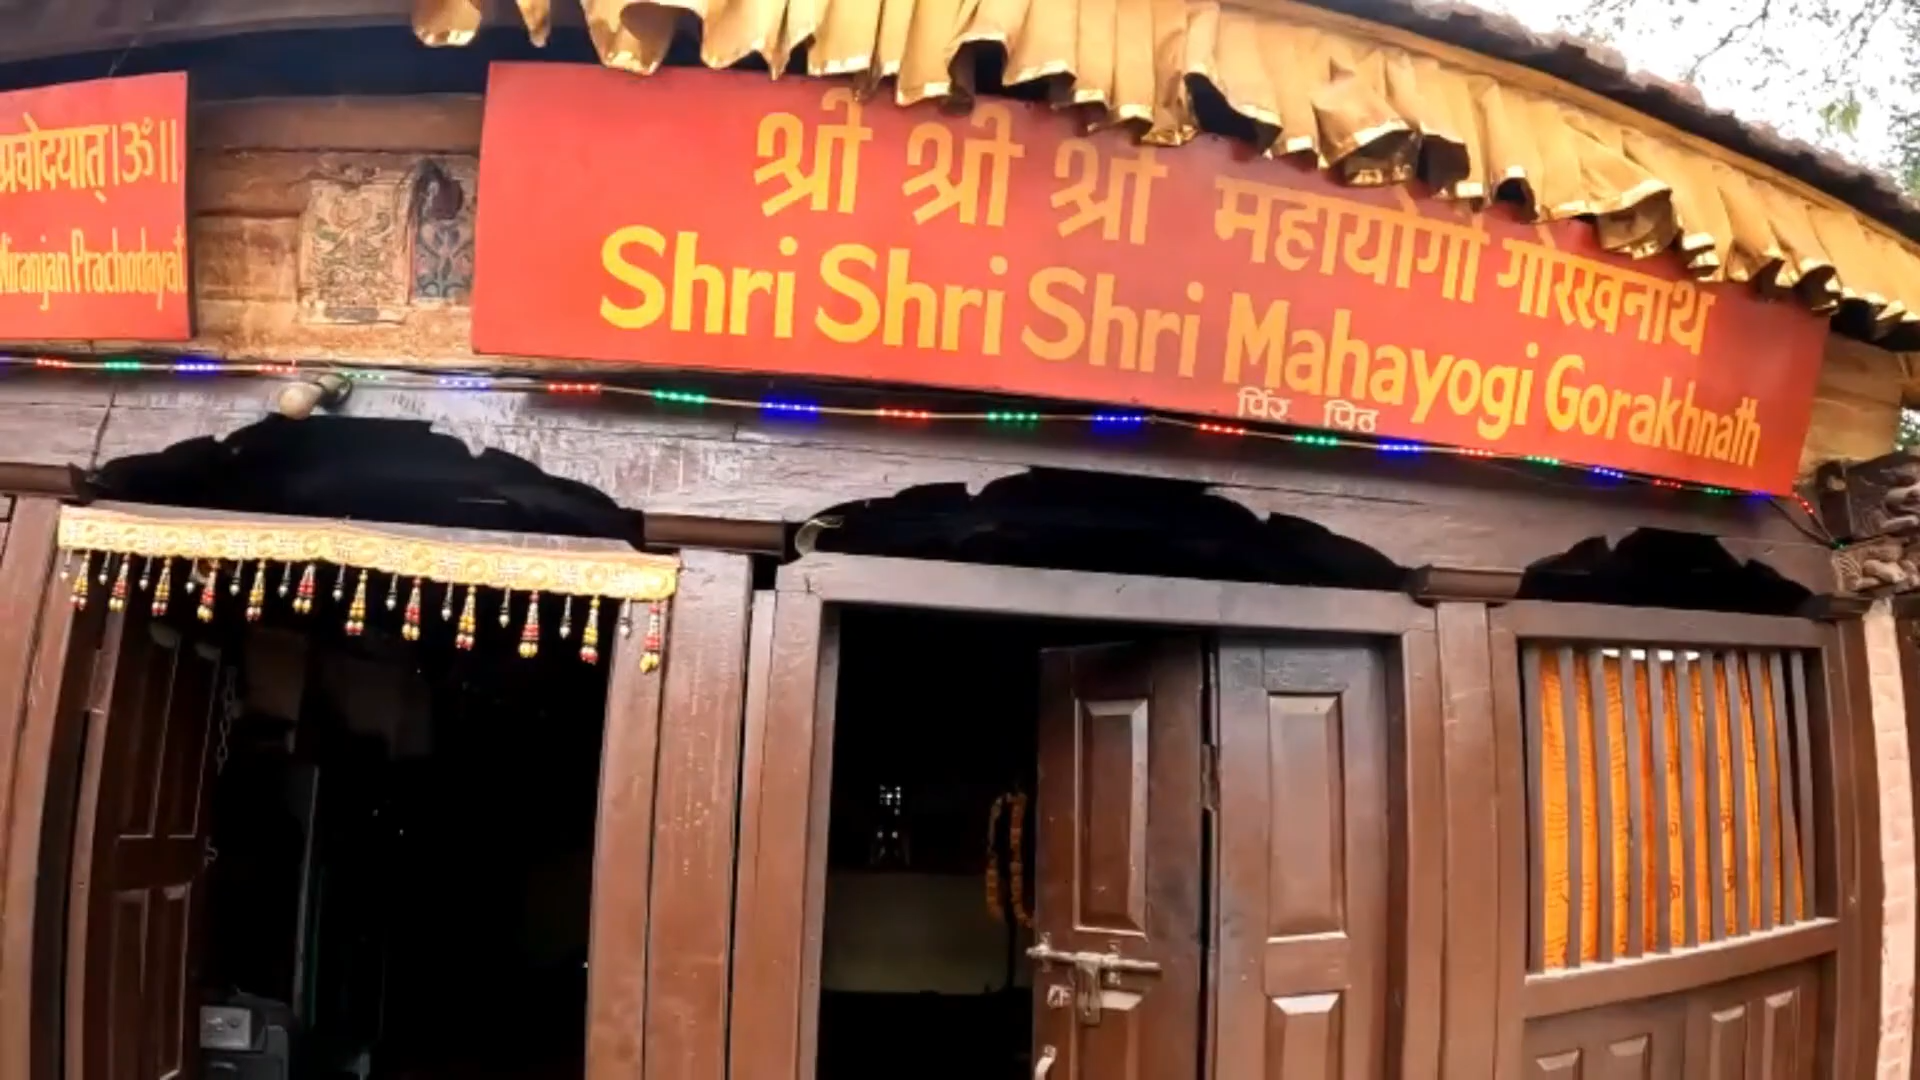 प्रचोदयात्।ॐ॥
Niranjan Prachodayat
श्री श्री श्री महायोगी गोरखनाथ
Shri Shri Shri Mahayogi Gorakhnath